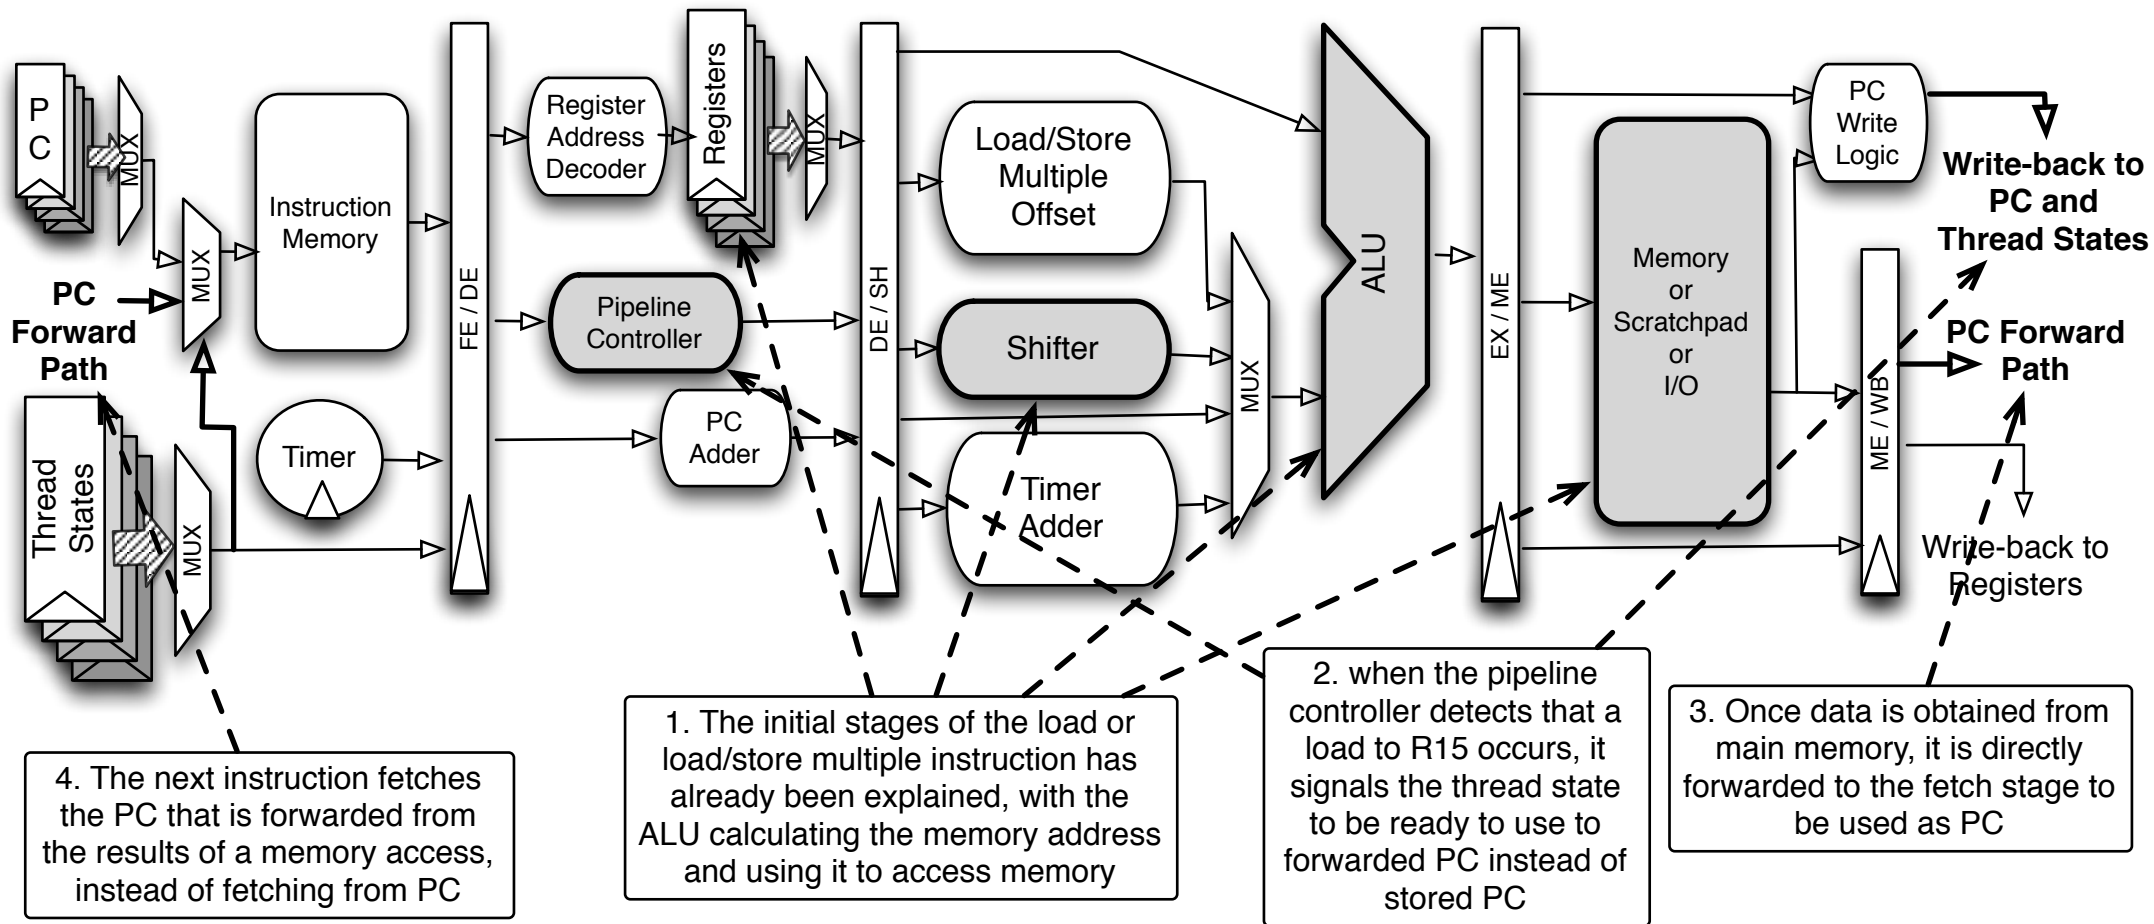 P
C
MUX
MUX
PC
Forward
Path
Thread
States
MUX
Instruction
Memory
Timer
FE / DE
Register
Address
Decoder
Registers
MUX
Pipeline
Controller
PC
Adder
DE / SH
Load/Store
Multiple
Offset
Shifter
Timer
Adder
MUX
ALU
EX / ME
Memory
or
Scratchpad
or
I/O
PC
Write
Logic
ME / WB
Write-back to
PC and
Thread States
PC Forward
Path
Write-back to
Registers
4. The next instruction fetches
the PC that is forwarded from
the results of a memory access,
instead of fetching from PC
1. The initial stages of the load or
load/store multiple instruction has
already been explained, with the
ALU calculating the memory address
and using it to access memory
2. when the pipeline
controller detects that a
load to R15 occurs, it
signals the thread state
to be ready to use to
forwarded PC instead of
stored PC
3. Once data is obtained from
main memory, it is directly
forwarded to the fetch stage to
be used as PC